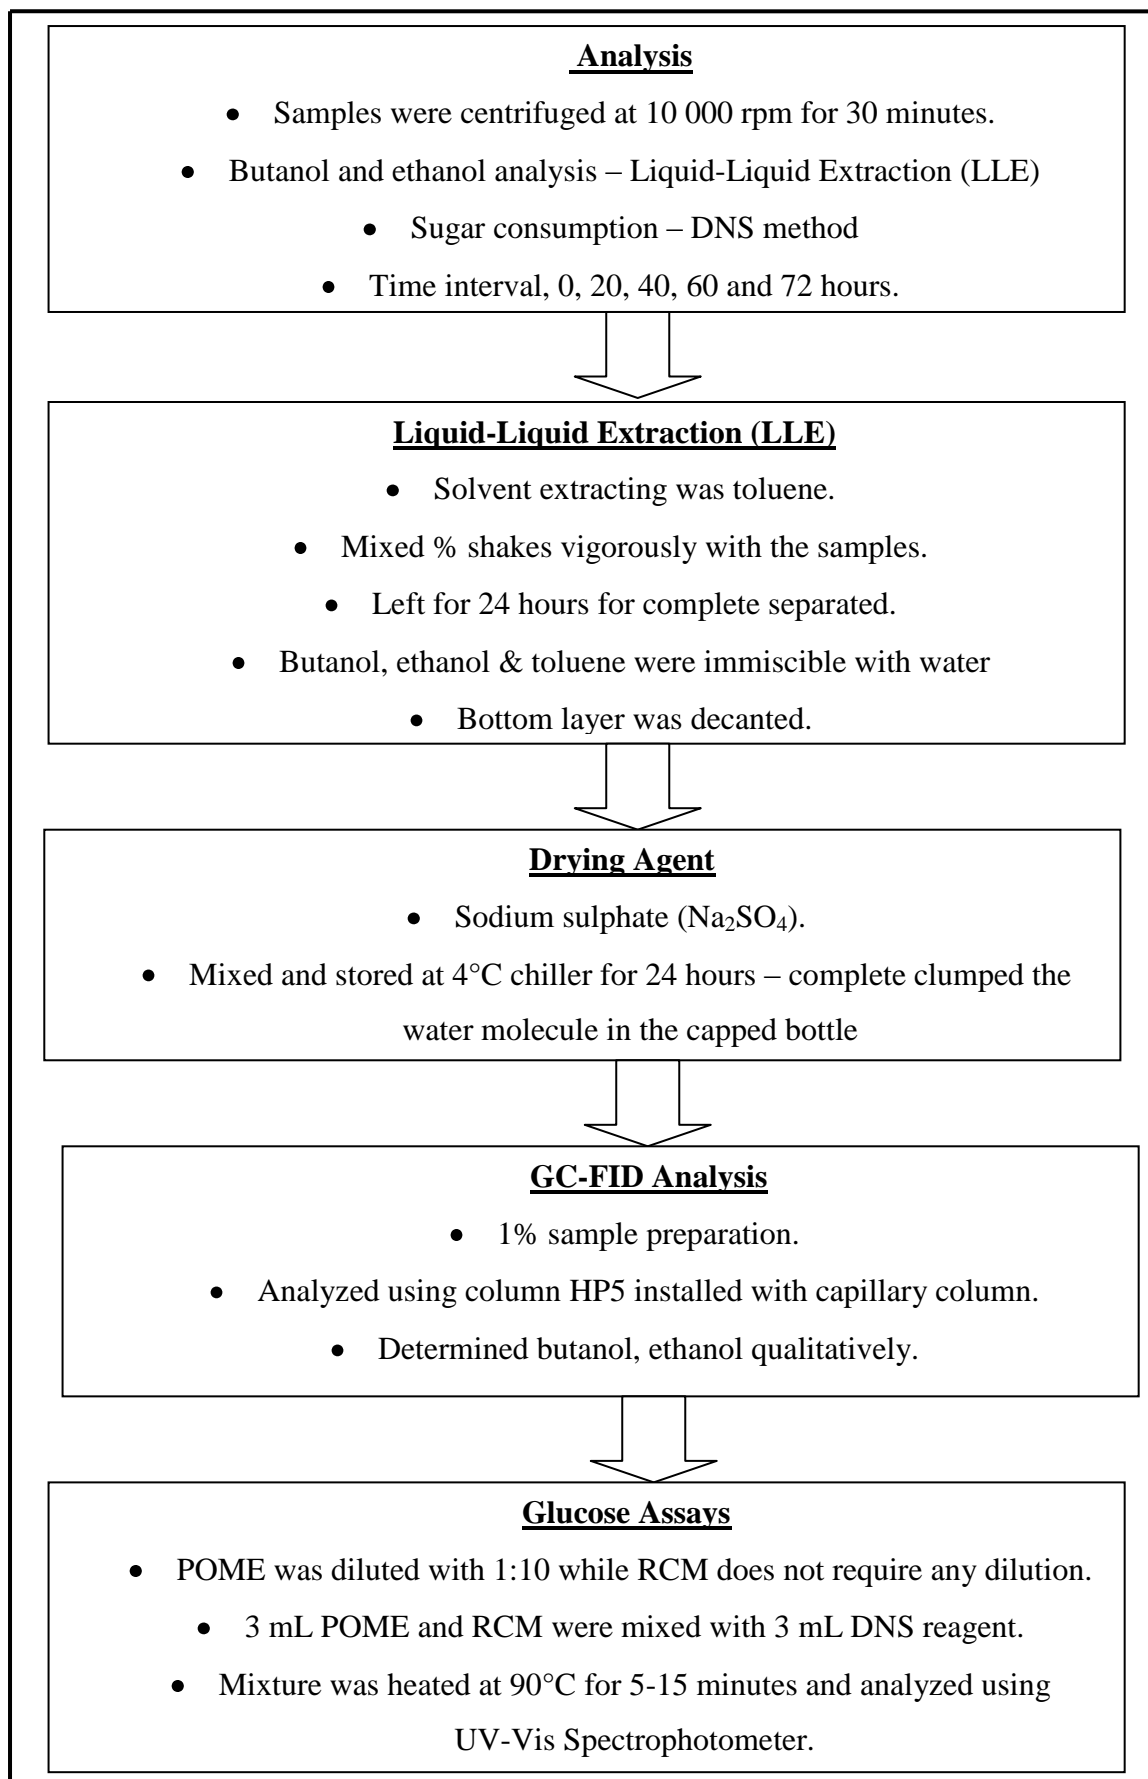 Analysis
• Samples were centrifuged at 10 000 rpm for 30 minutes.
• Butanol and ethanol analysis – Liquid-Liquid Extraction (LLE)
• Sugar consumption – DNS method
• Time interval, 0, 20, 40, 60 and 72 hours.
Liquid-Liquid Extraction (LLE)
• Solvent extracting was toluene.
• Mixed % shakes vigorously with the samples.
• Left for 24 hours for complete separated.
• Butanol, ethanol & toluene were immiscible with water
• Bottom layer was decanted.
Drying Agent
• Sodium sulphate (Na₂SO₄).
• Mixed and stored at 4°C chiller for 24 hours – complete clumped the
water molecule in the capped bottle
GC-FID Analysis
• 1% sample preparation.
• Analyzed using column HP5 installed with capillary column.
• Determined butanol, ethanol qualitatively.
Glucose Assays
• POME was diluted with 1:10 while RCM does not require any dilution.
• 3 mL POME and RCM were mixed with 3 mL DNS reagent.
• Mixture was heated at 90°C for 5-15 minutes and analyzed using
UV-Vis Spectrophotometer.